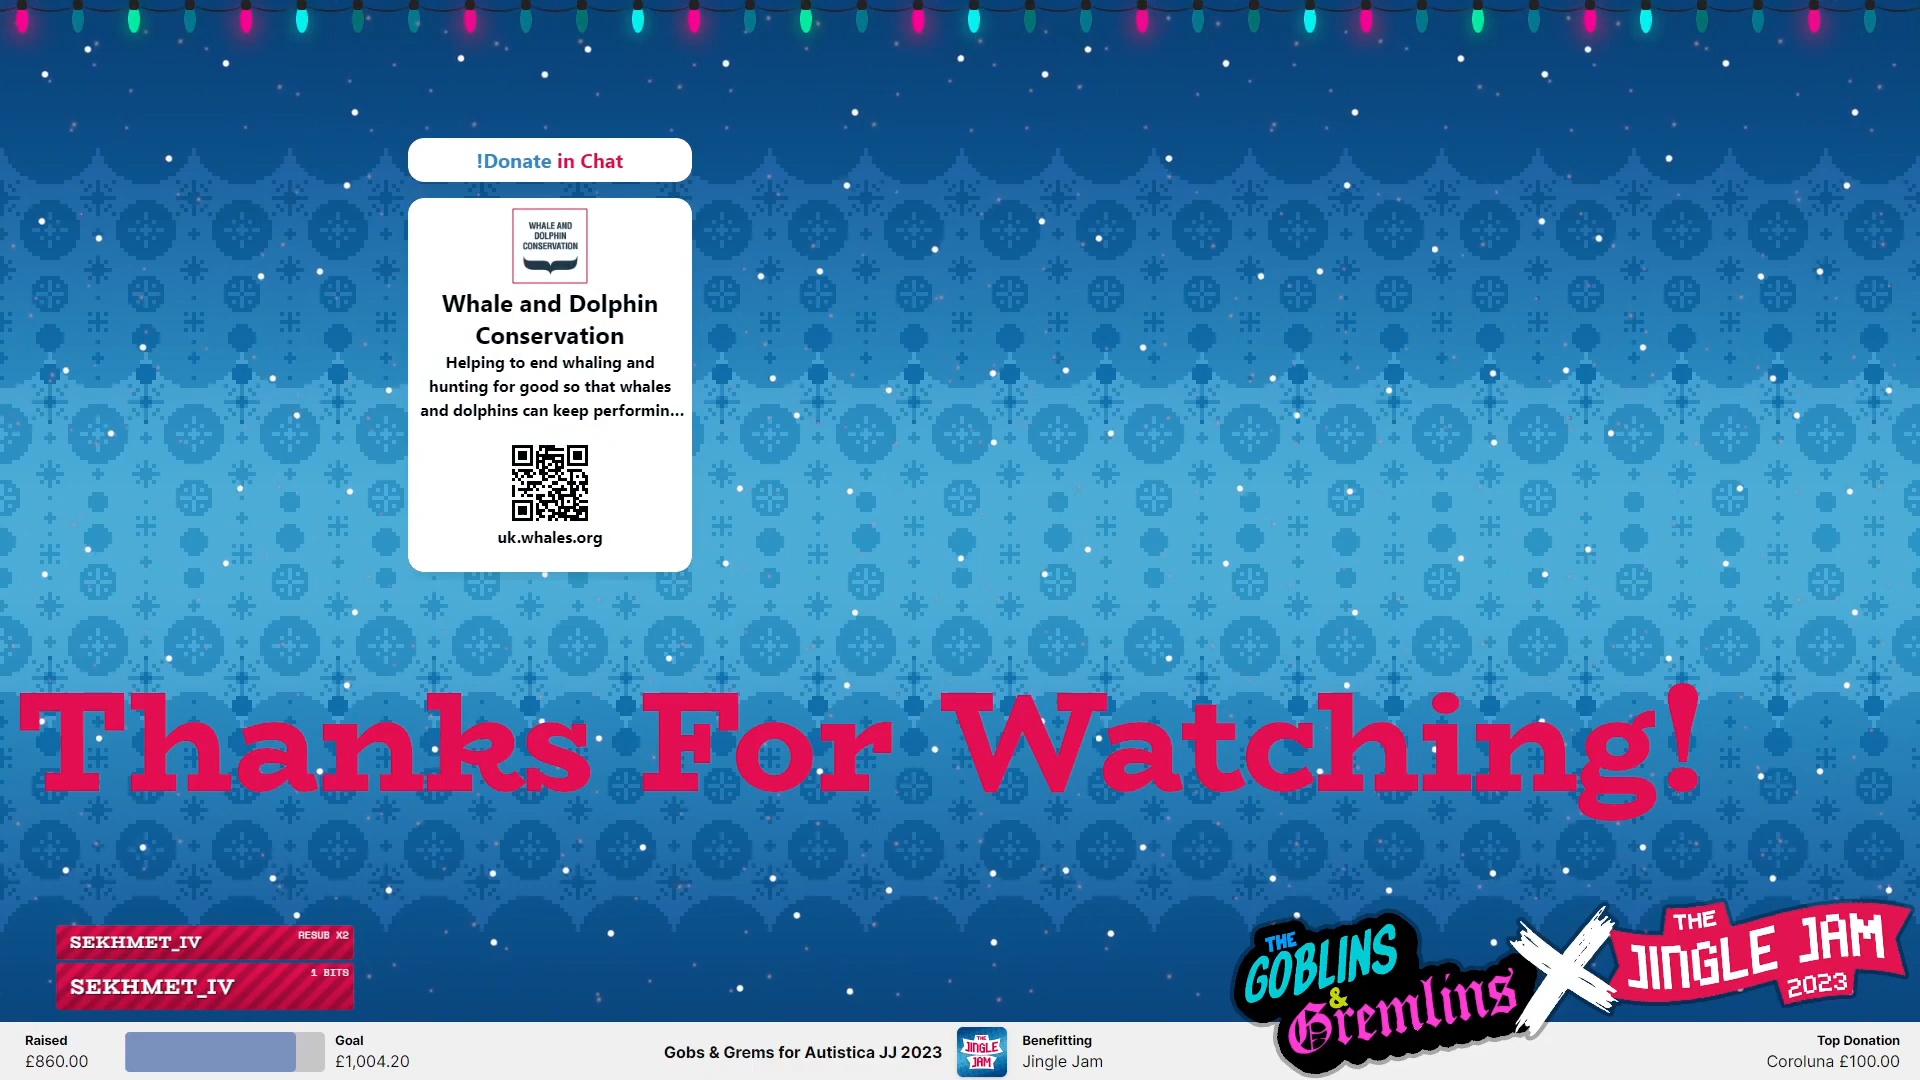 !Donate in Chat
WHALE AND
DOLPHIN
CONSERVATION
Whale and Dolphin
Conservation
Helping to end whaling and
hunting for good so that whales
and dolphins can keep performin...
uk.whales.org
Thanks For Watching!
SEKHMET_IV RESUB X2
SEKHMET_IV 1 BITS
THE
GOBLINS
&
Gremlins
X
THE
JINGLE JAM
2023
Raised
£860.00
Goal
£1,004.20
Gobs & Grems for Autistica JJ 2023
THE
JINGLE
JAM
Benefitting
Jingle Jam
Top Donation
Coroluna £100.00